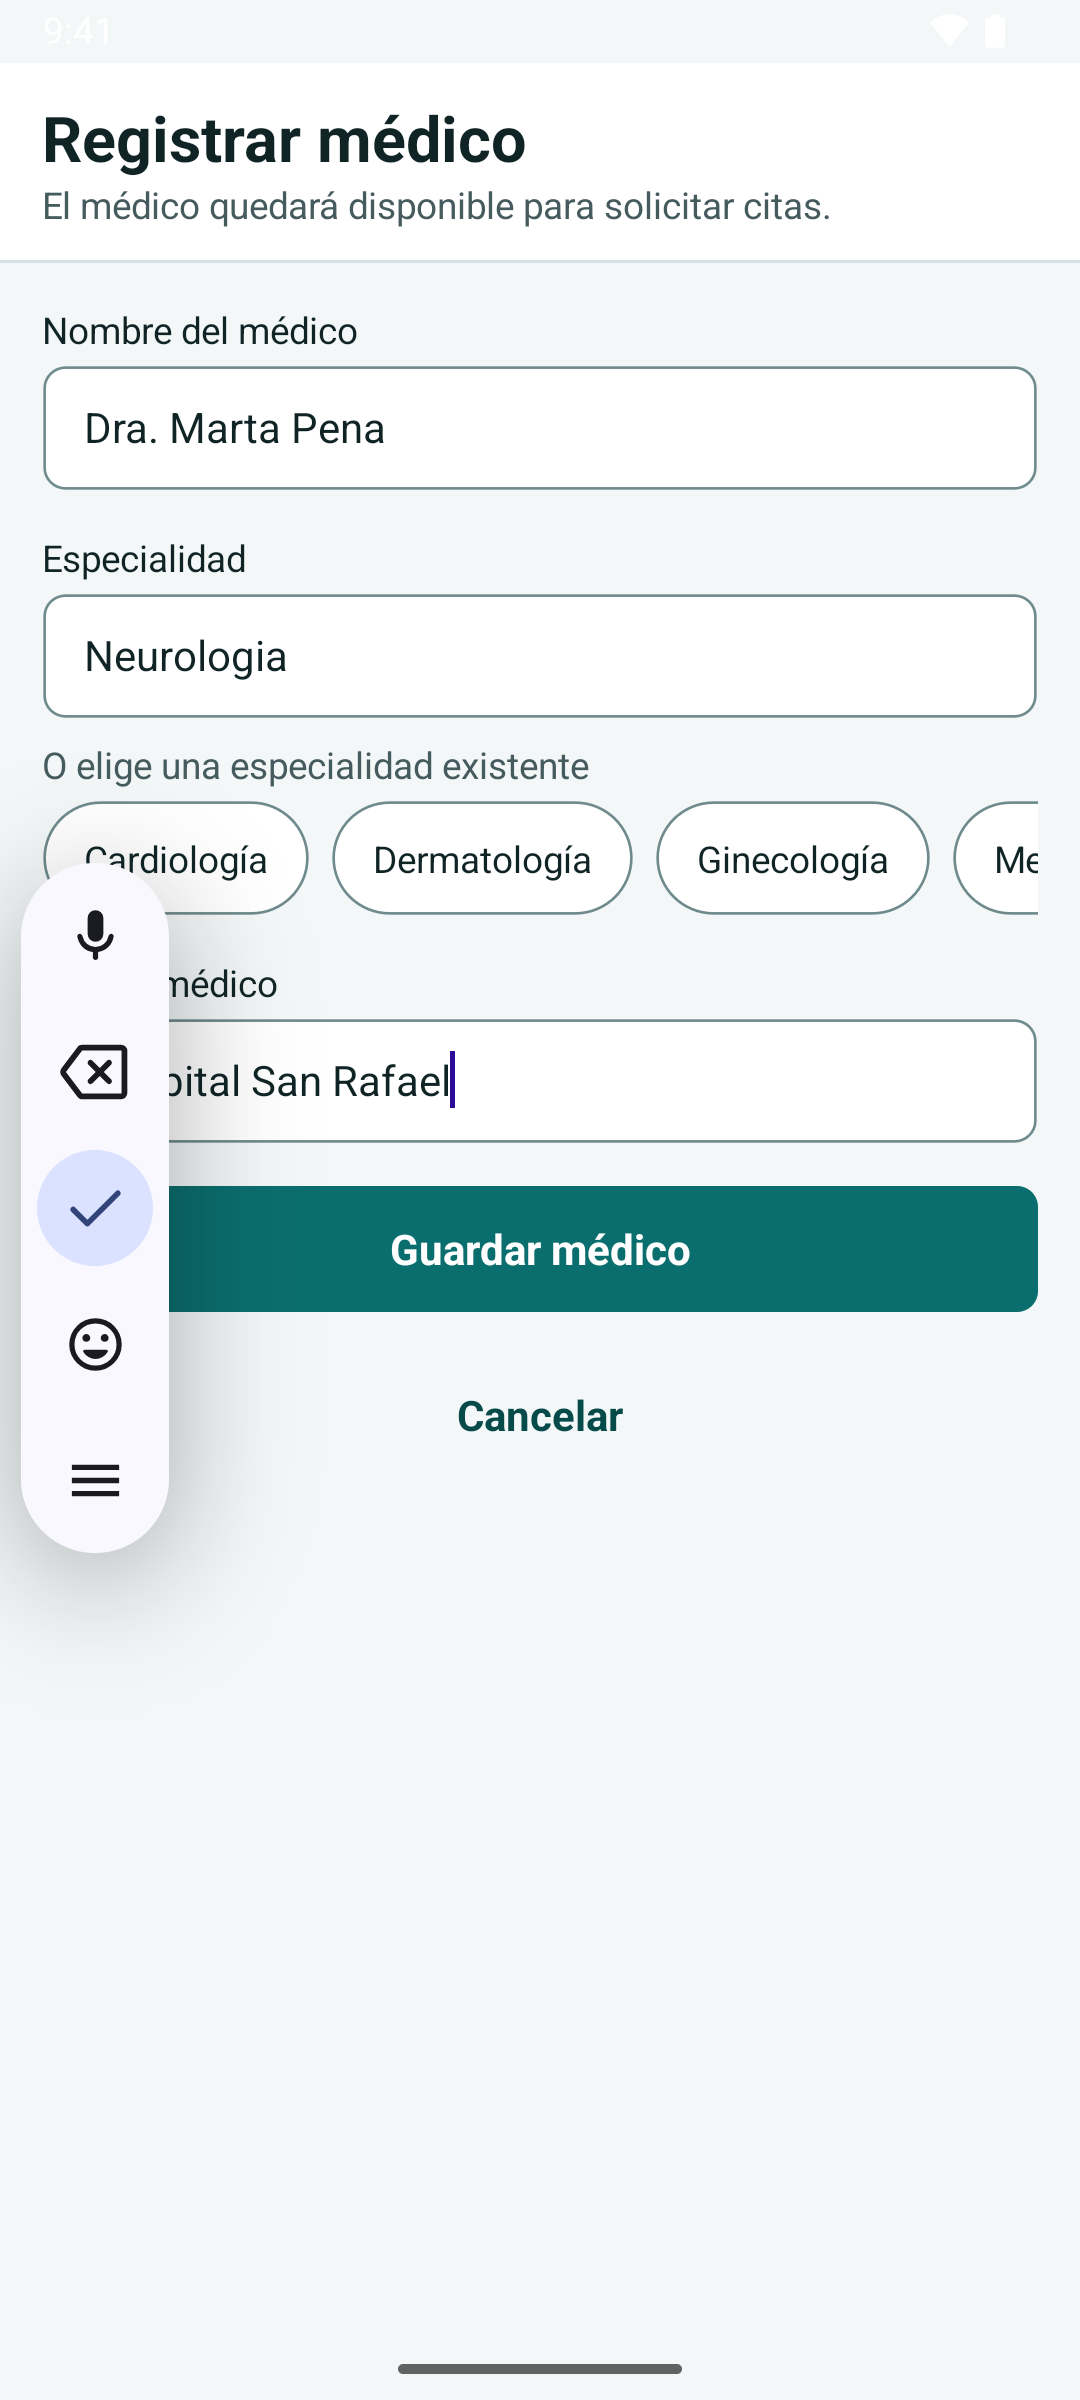 9:41
Registrar médico
El médico quedará disponible para solicitar citas.
Nombre del médico
Dra. Marta Pena
Especialidad
Neurologia
O elige una especialidad existente
Cardiología Dermatología Ginecología
médico
San Rafael
Guardar médico
Cancelar